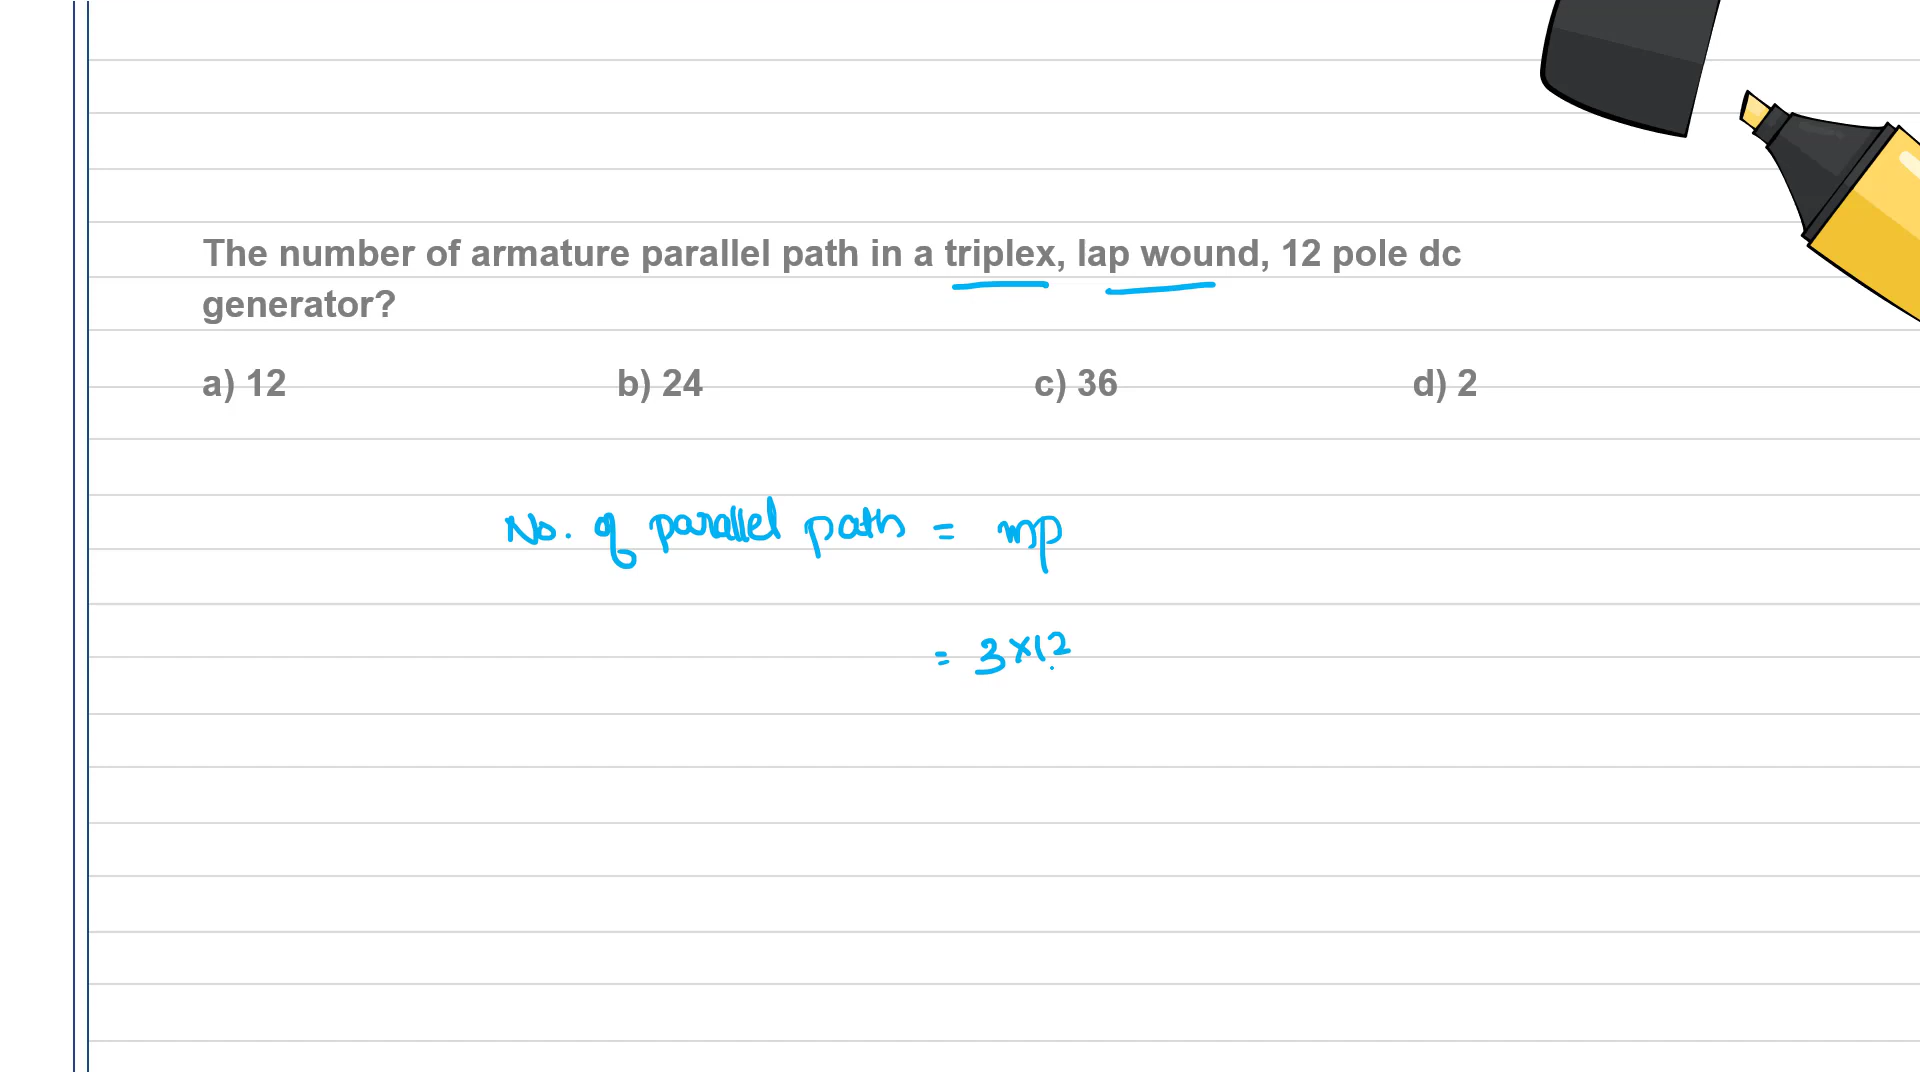 The number of armature parallel path in a triplex, lap wound, 12 pole dc
generator?
a) 12 b) 24 c) 36 d) 2
No. of parallel path = mp
= 3×12